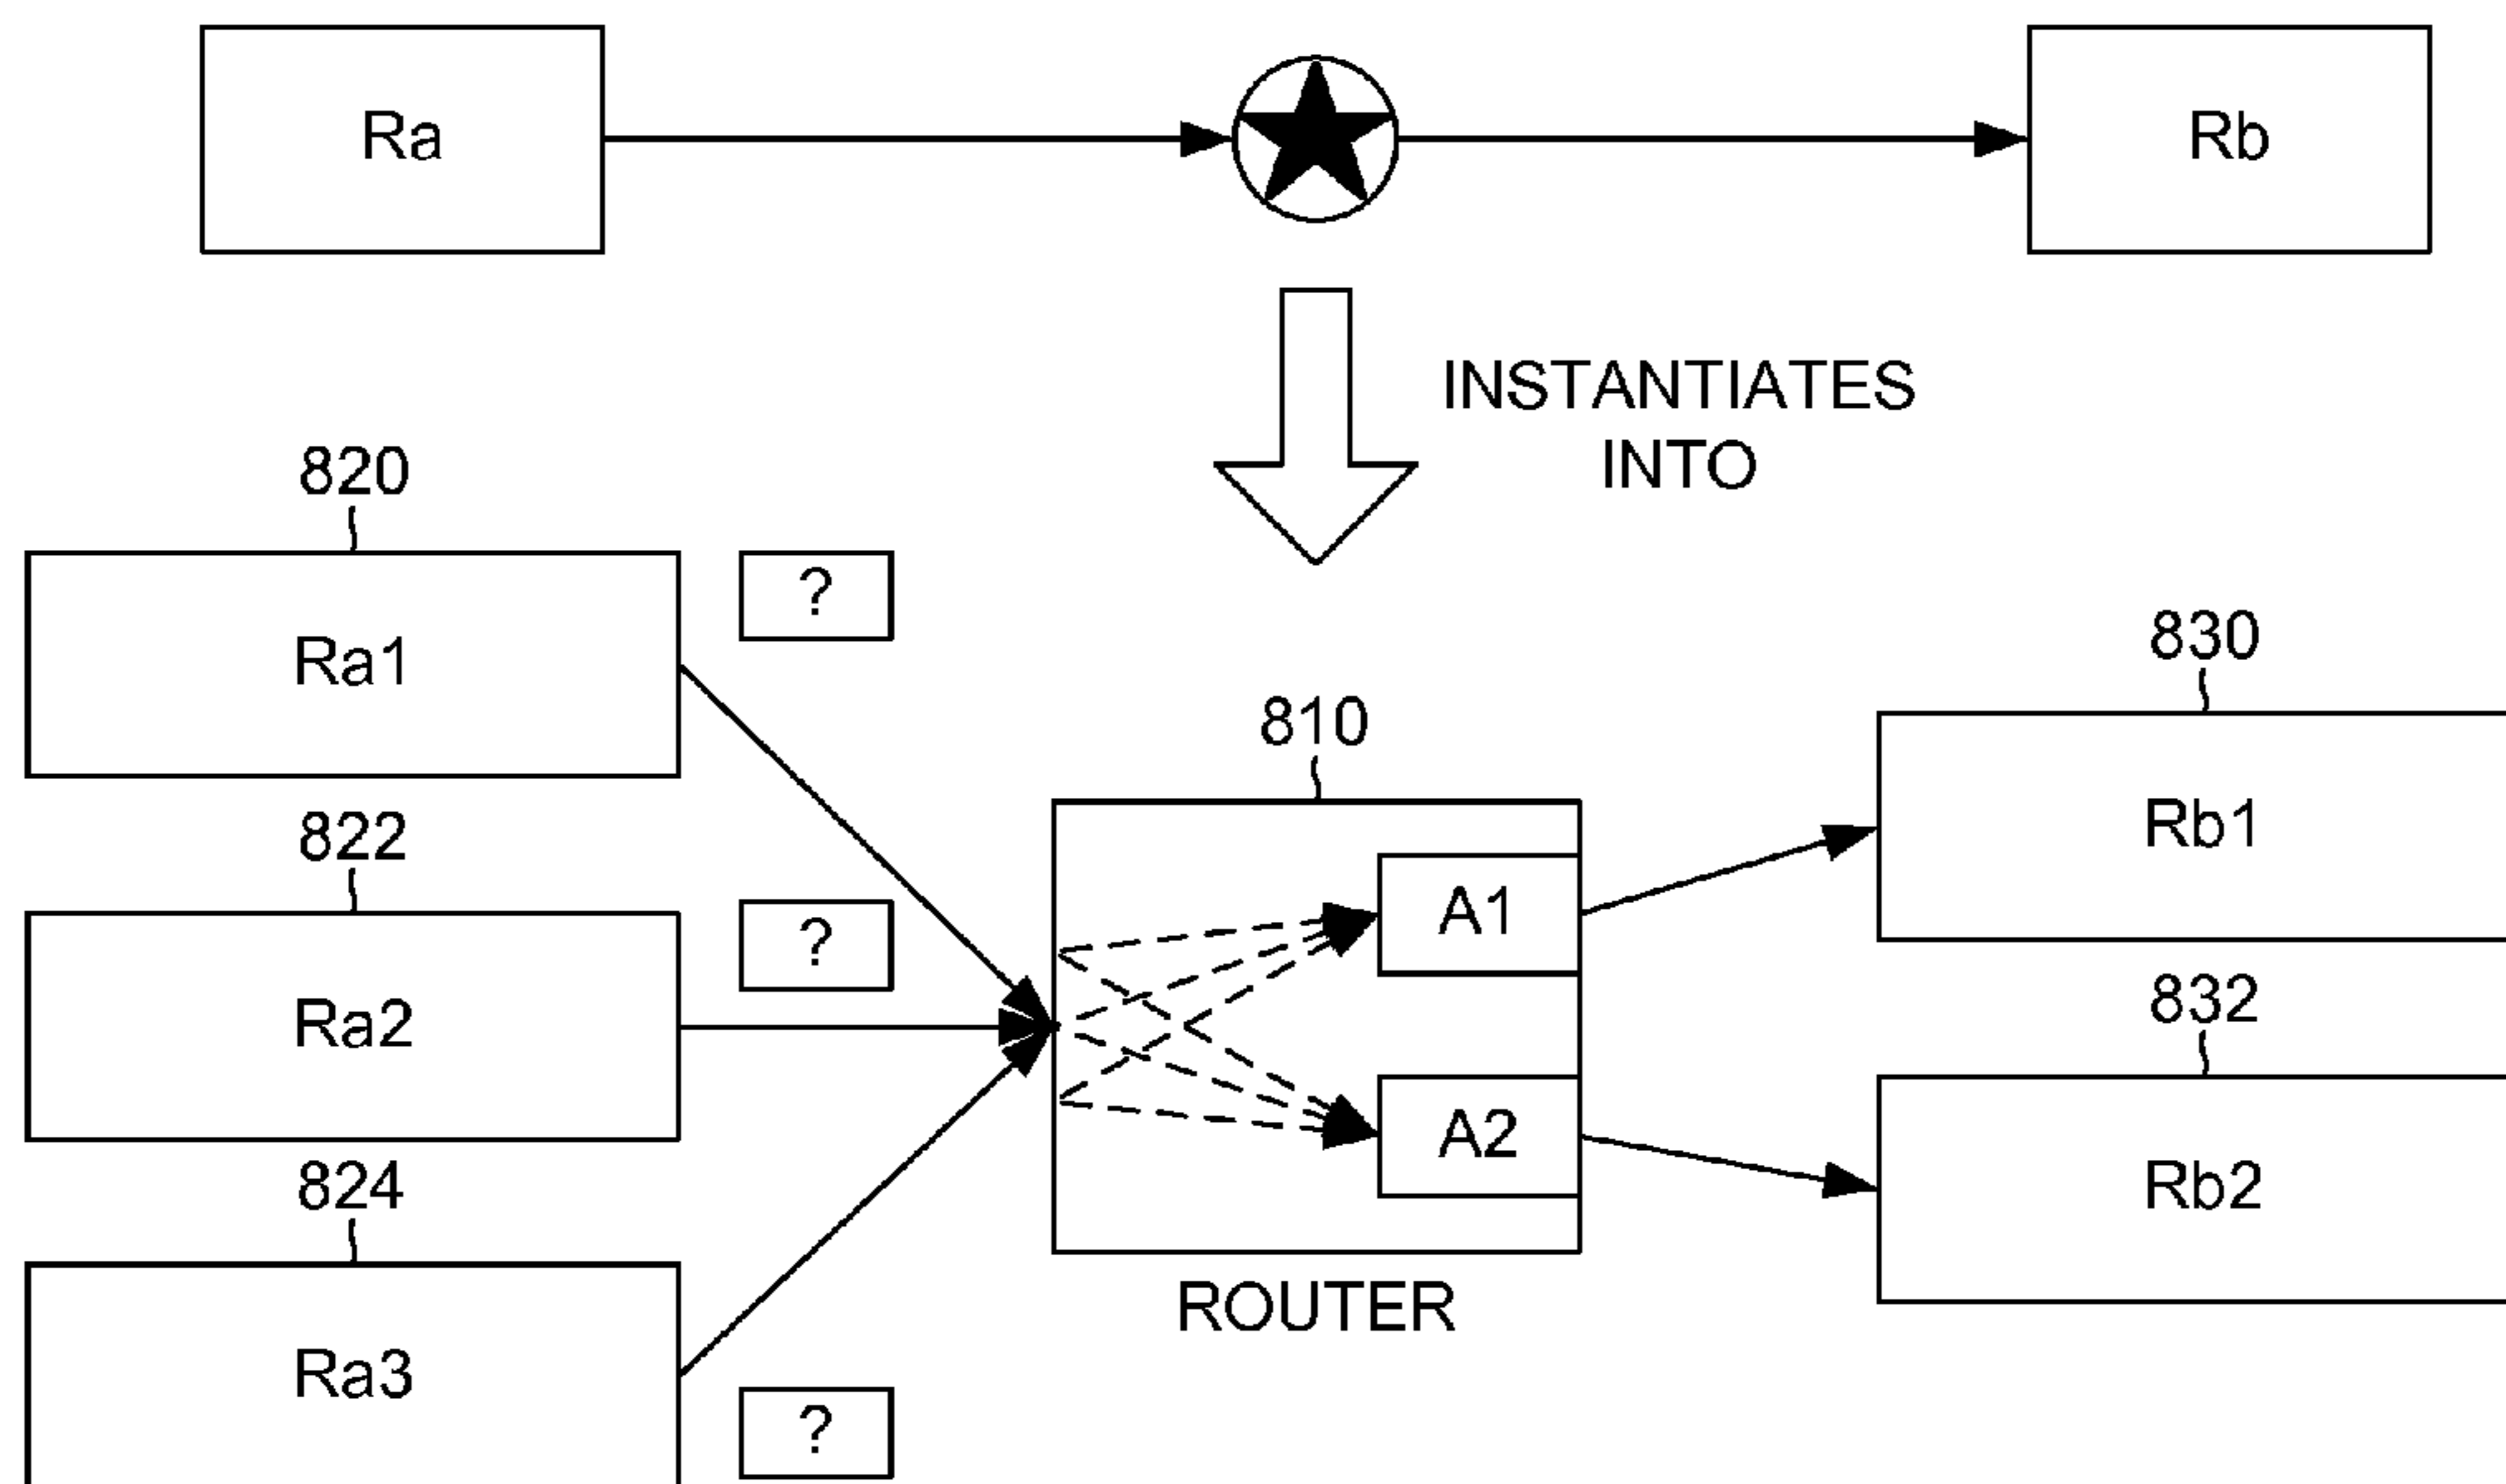 Ra
Rb
INSTANTIATES
INTO
820
?
Ra1
830
810
Rb1
822
?
A1
Ra2
832
A2
Rb2
824
ROUTER
Ra3
?